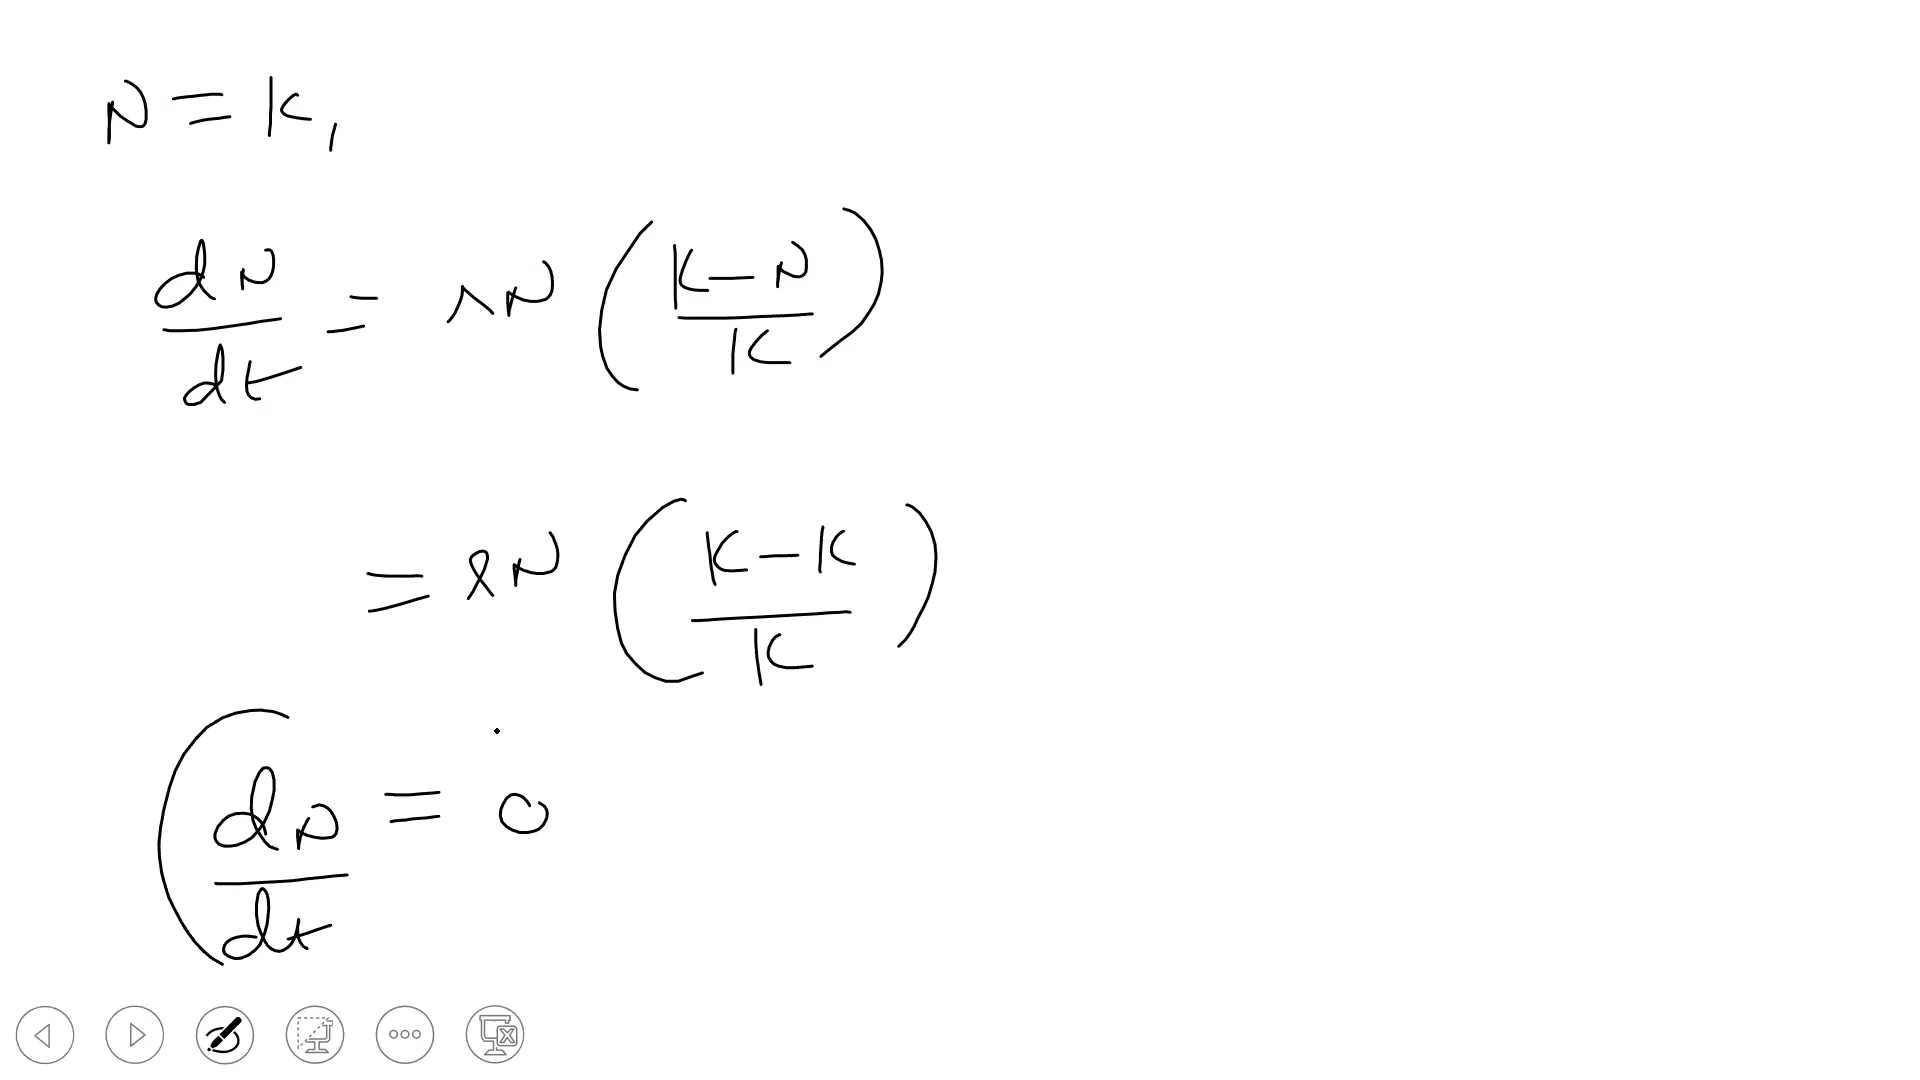 N = K,
dN/dt = rN ((K-N)/K)
= rN ((K-K)/K)
(dN/dt = 0